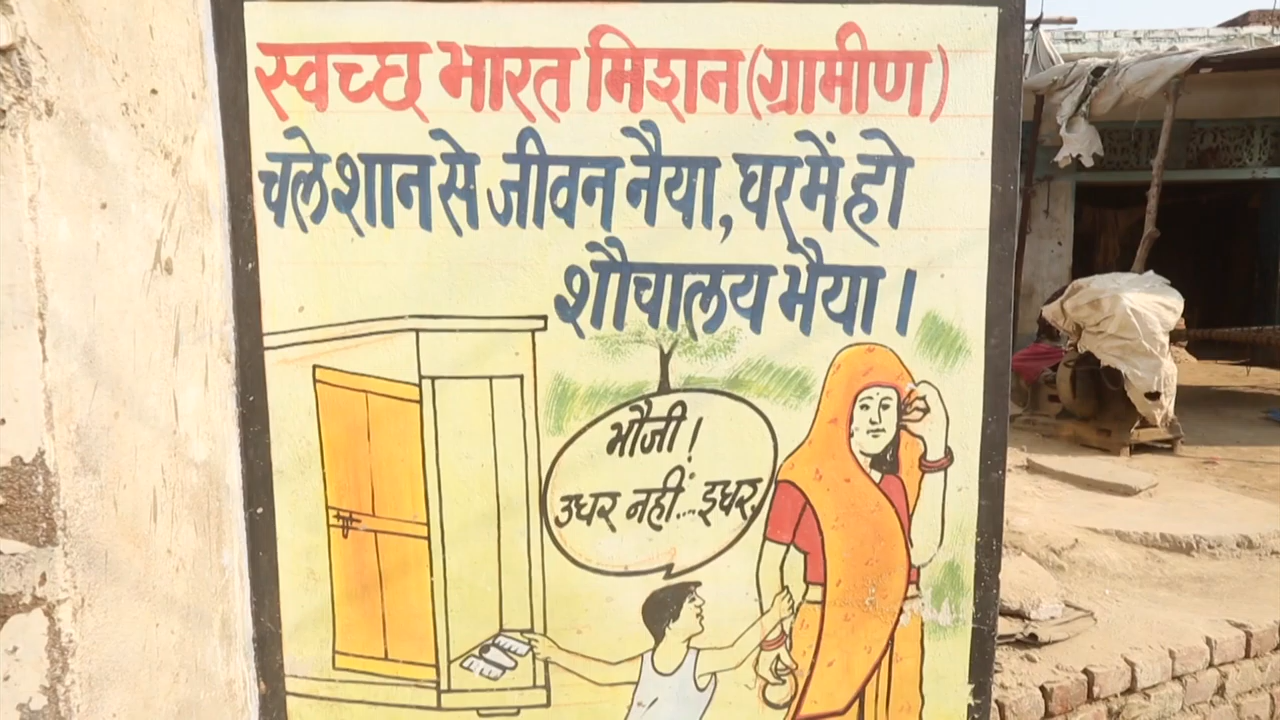 स्वच्छ भारत मिशन (ग्रामीण)
चले शान से जीवन नैया, घर में हो
शौचालय भैया।
भौजी!
उधर नहीं... इधर.